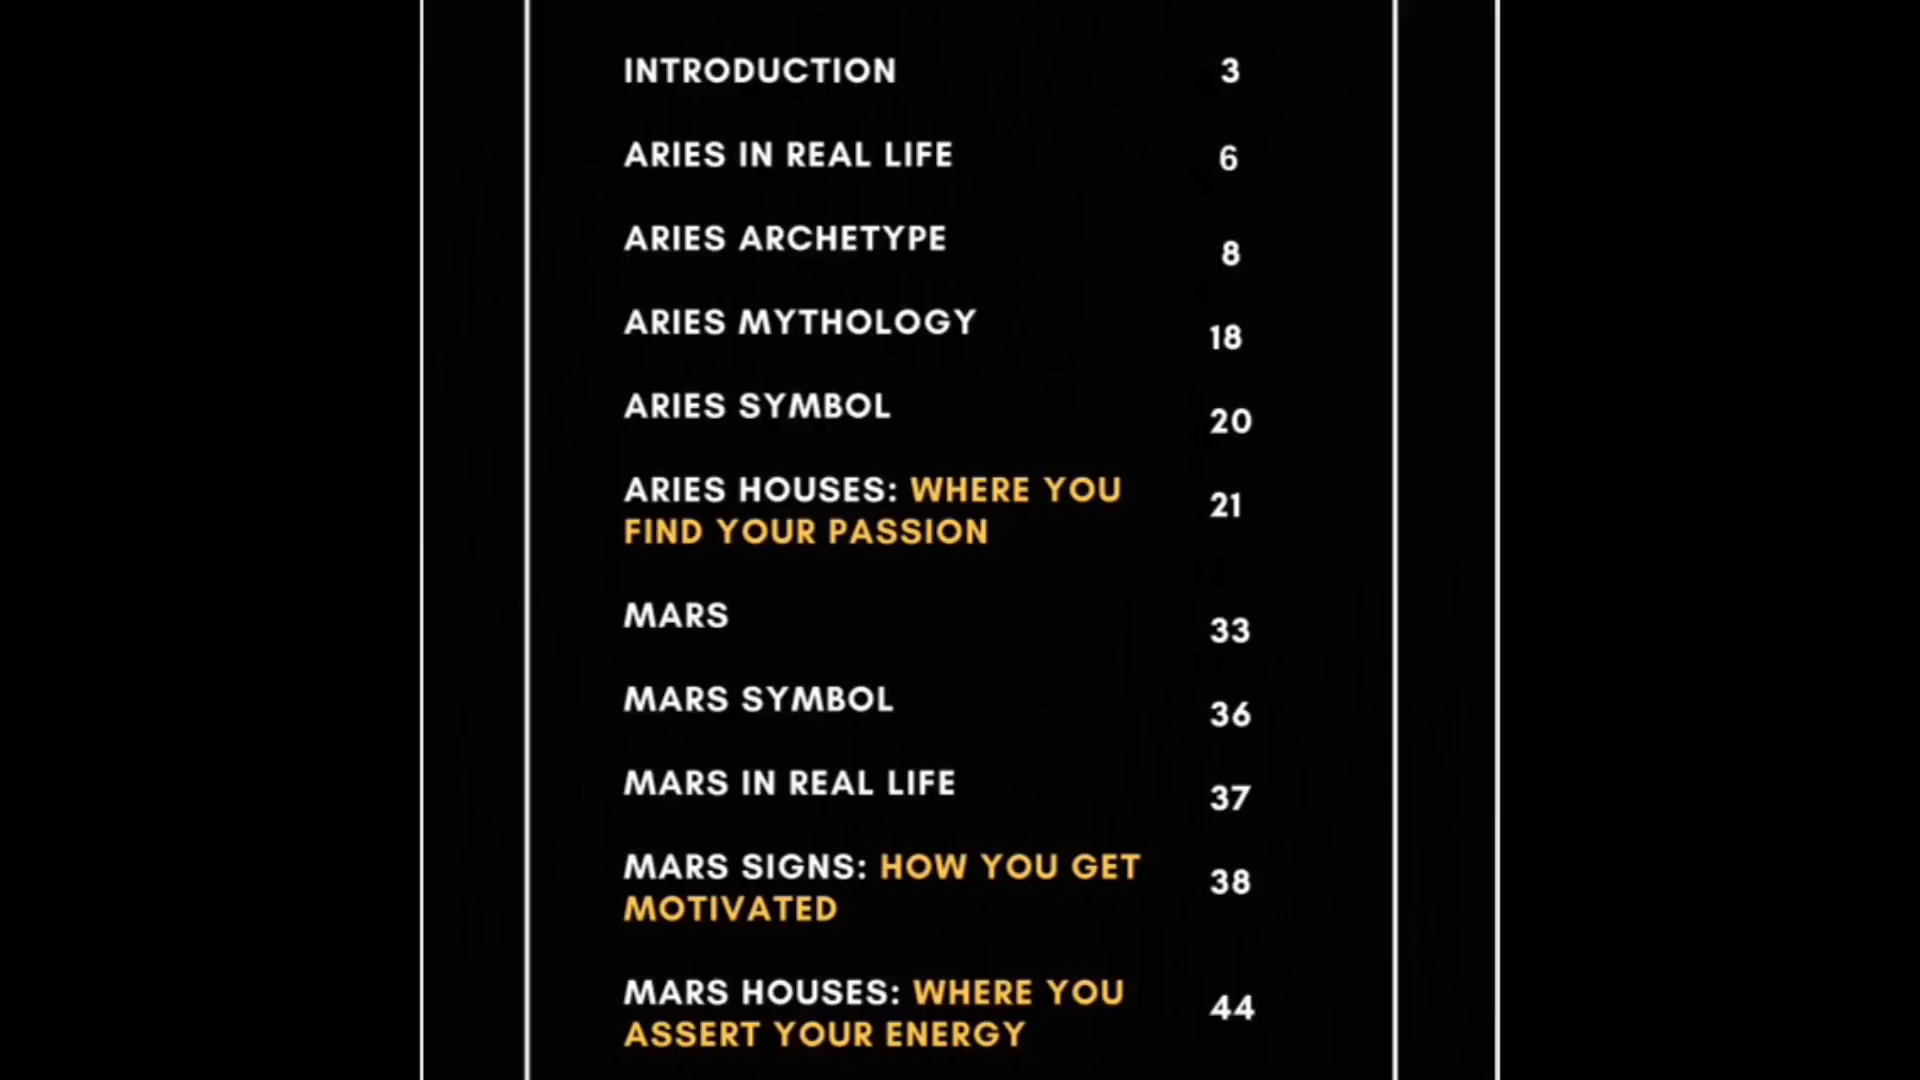 INTRODUCTION 3
ARIES IN REAL LIFE 6
ARIES ARCHETYPE 8
ARIES MYTHOLOGY 18
ARIES SYMBOL 20
ARIES HOUSES: WHERE YOU 21
FIND YOUR PASSION
MARS 33
MARS SYMBOL 36
MARS IN REAL LIFE 37
MARS SIGNS: HOW YOU GET 38
MOTIVATED
MARS HOUSES: WHERE YOU 44
ASSERT YOUR ENERGY